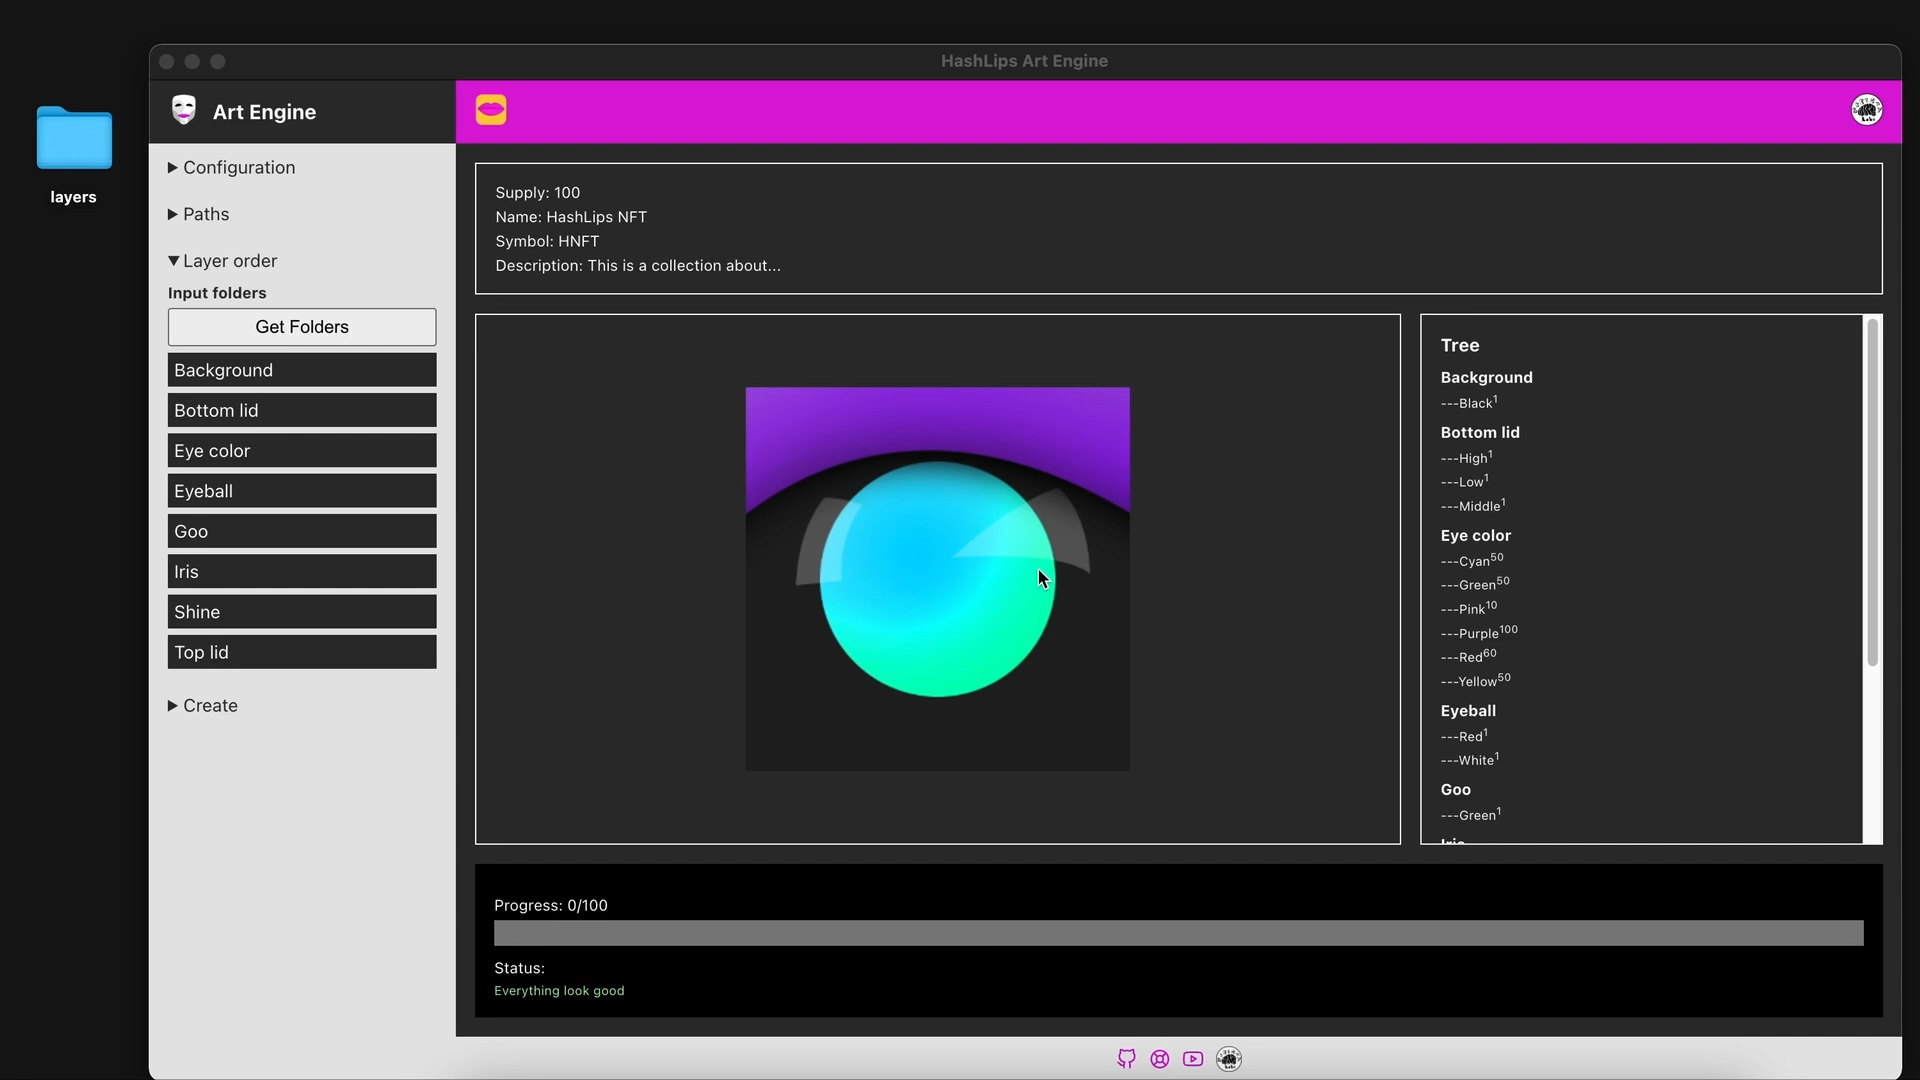 HashLips Art Engine
layers
Art Engine
Configuration
Paths
Layer order
Input folders
Get Folders
Background
Bottom lid
Eye color
Eyeball
Goo
Iris
Shine
Top lid
Create
Supply: 100
Name: HashLips NFT
Symbol: HNFT
Description: This is a collection about...
Tree
Background
---Black1
Bottom lid
---High1
---Low1
---Middle1
Eye color
---Cyan50
---Green50
---Pink10
---Purple100
---Red60
---Yellow50
Eyeball
---Red1
---White1
Goo
---Green1
Iris
Progress: 0/100
Status:
Everything look good